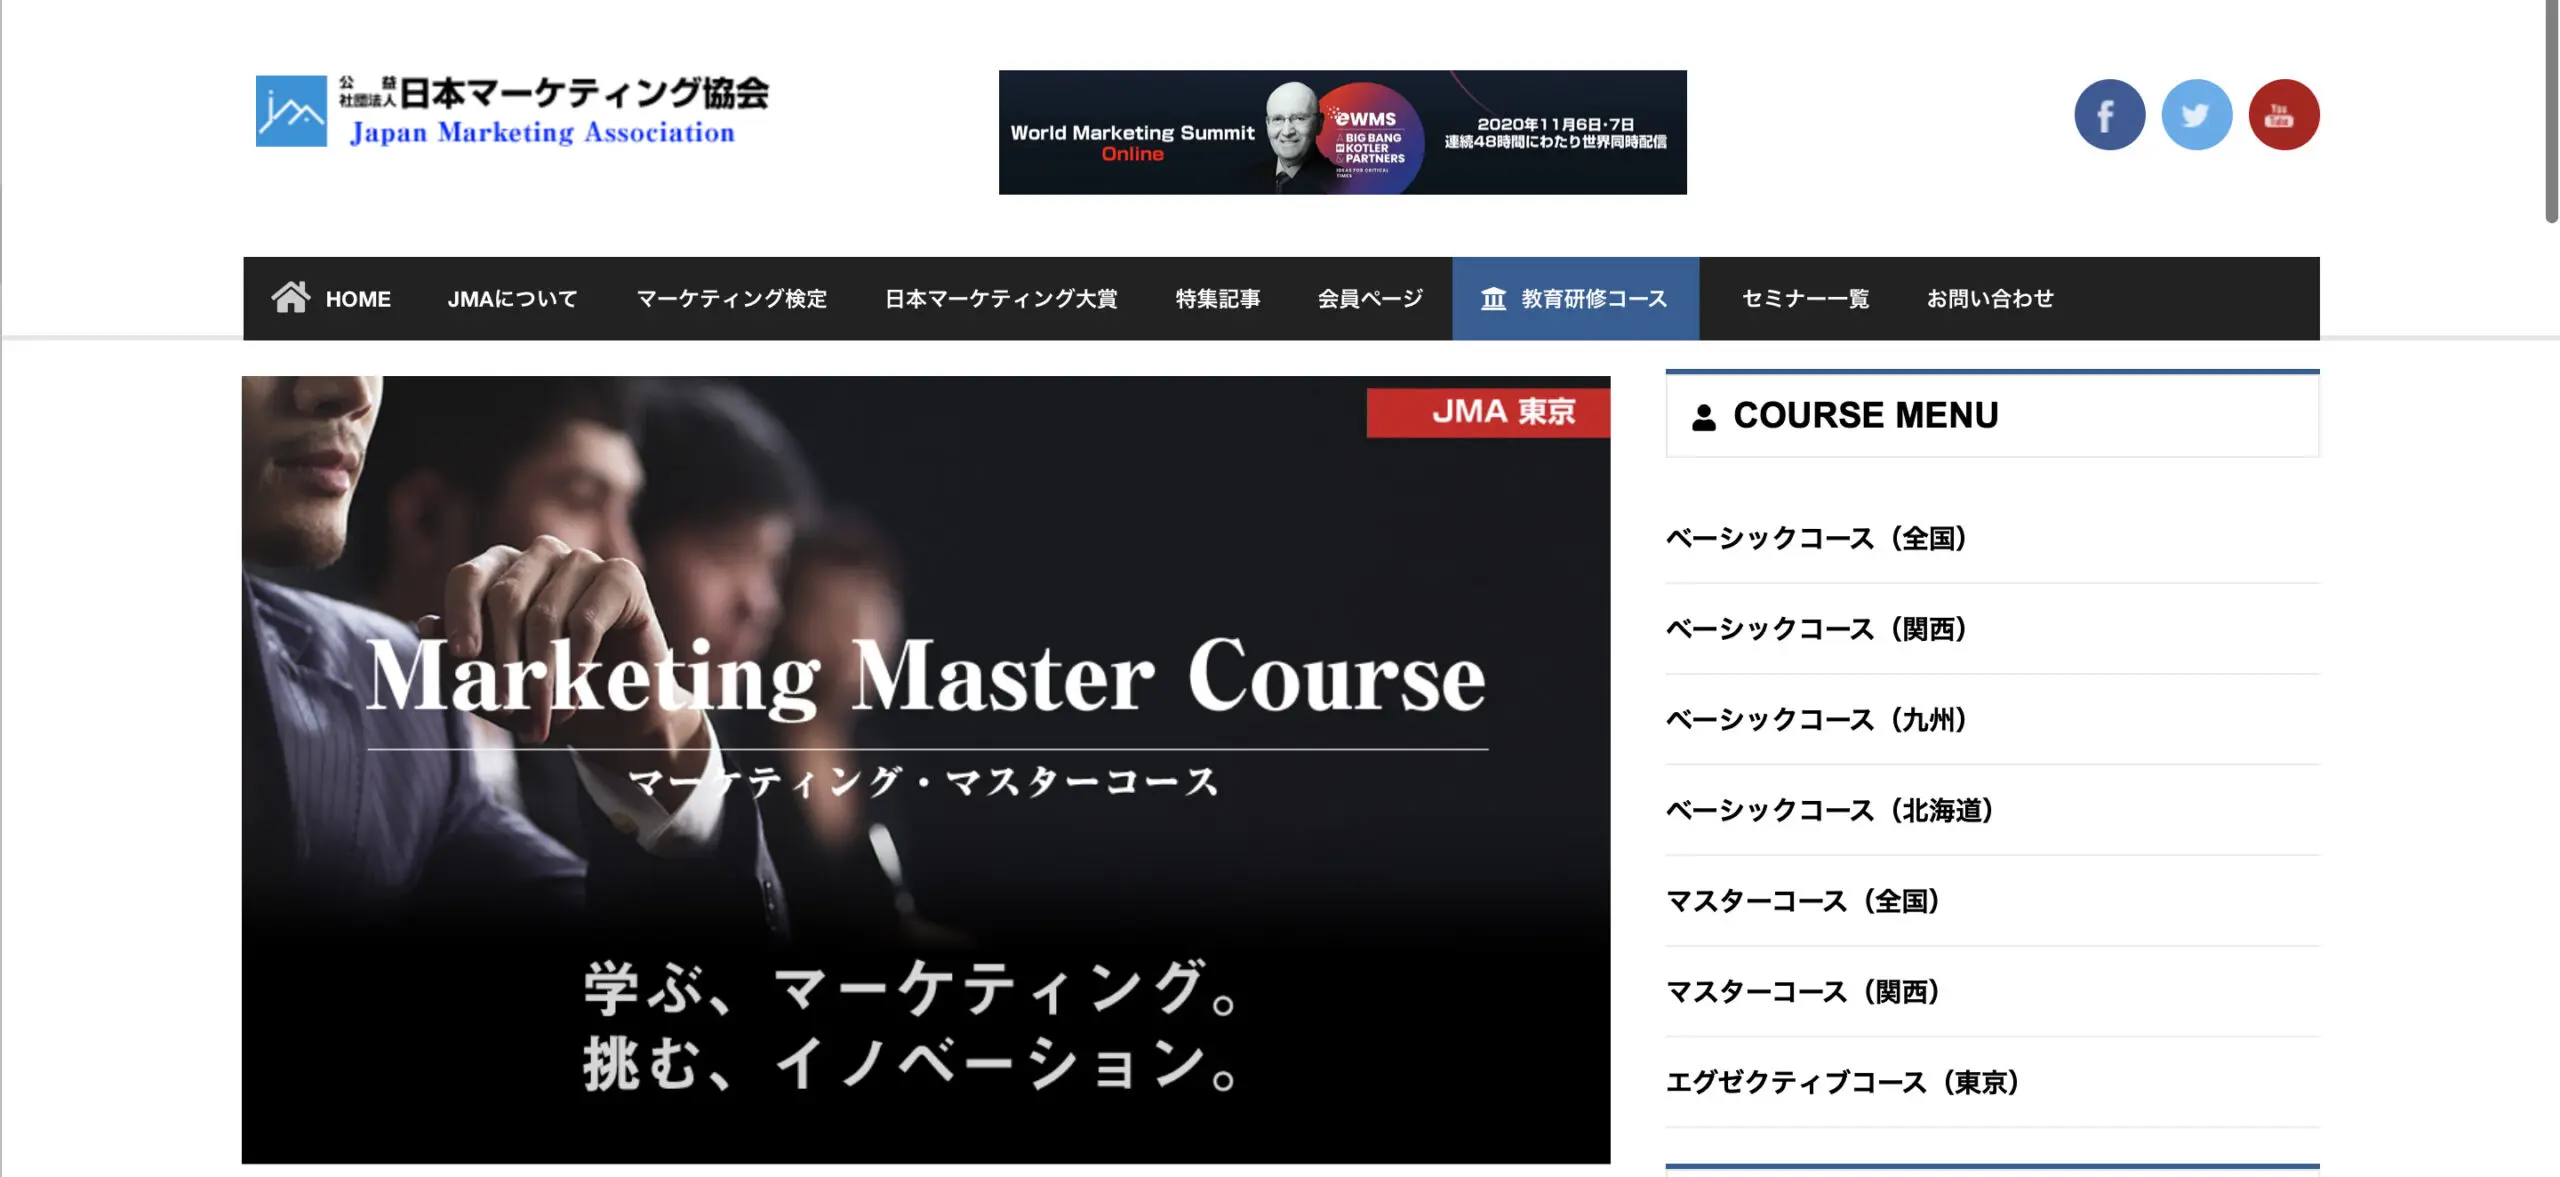 公益社団法人 日本マーケティング協会
Japan Marketing Association
World Marketing Summit
Online
eWMS
A BIG BANG
BY KOTLER
& PARTNERS
IDEAS FOR CRITICAL
TIMES
2020年11月6日・7日
連続48時間にわたり世界同時配信
f
You
Tube
HOME JMAについて マーケティング検定 日本マーケティング大賞 特集記事 会員ページ 教育研修コース セミナー一覧 お問い合わせ
JMA 東京
Marketing Master Course
マーケティング・マスターコース
学ぶ、マーケティング。
挑む、イノベーション。
COURSE MENU
ベーシックコース（全国）
ベーシックコース（関西）
ベーシックコース（九州）
ベーシックコース（北海道）
マスターコース（全国）
マスターコース（関西）
エグゼクティブコース（東京）